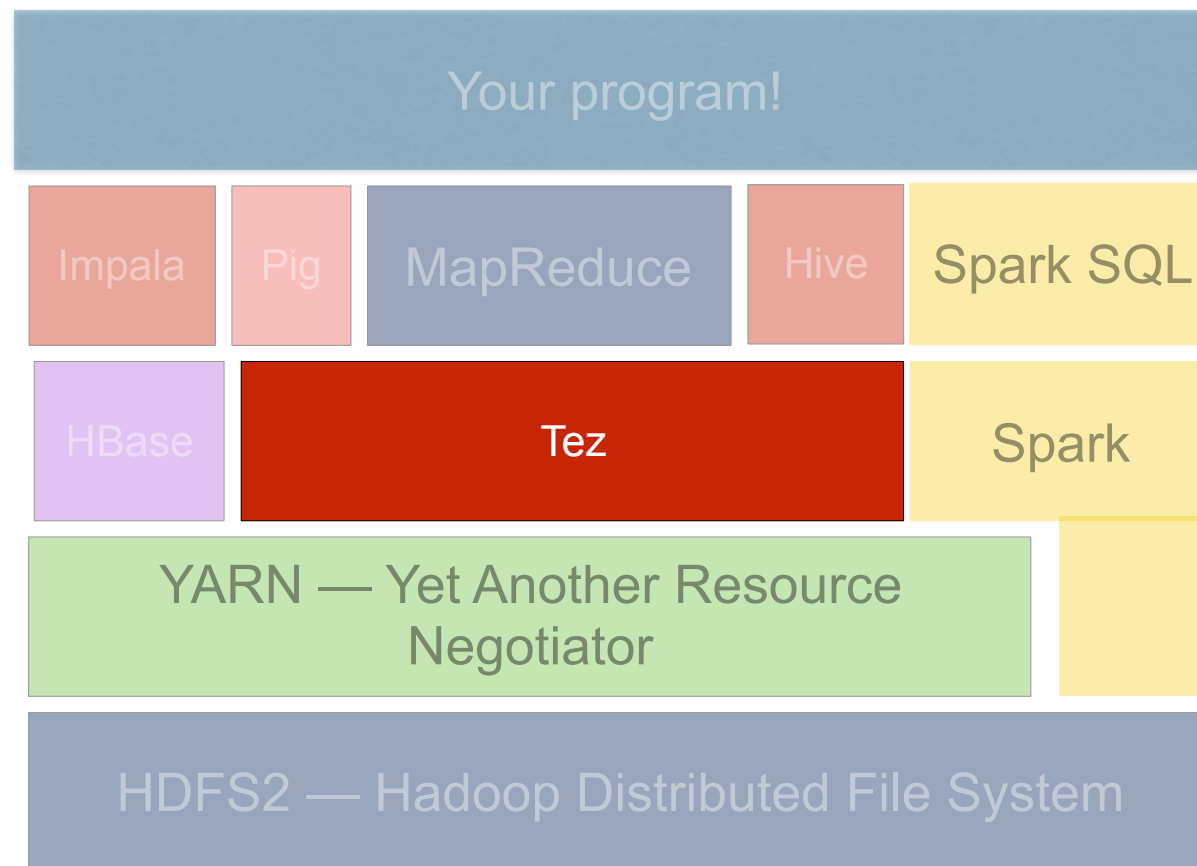 Your program!
Impala
Pig
MapReduce
Hive
Spark SQL
HBase
Tez
Spark
YARN — Yet Another Resource
Negotiator
HDFS2 — Hadoop Distributed File System